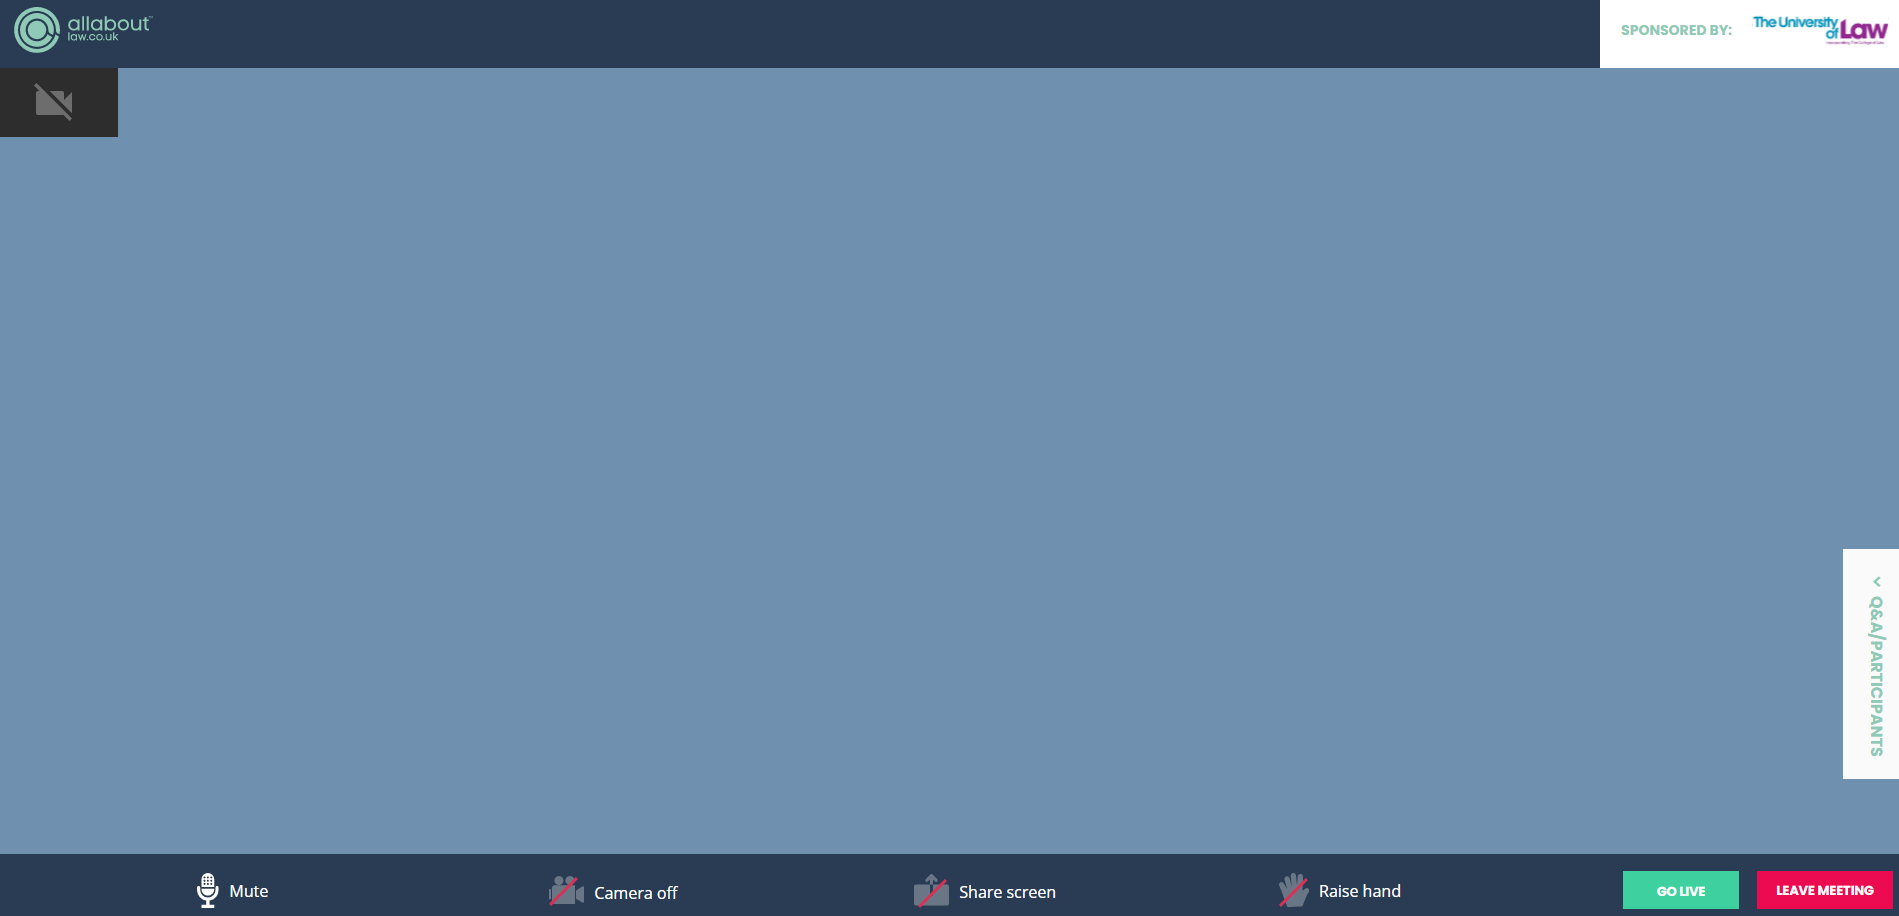 allabout
law.co.uk
SPONSORED BY:
The University
of Law
Q&A/PARTICIPANTS
Mute
Camera off
Share screen
Raise hand
GO LIVE
LEAVE MEETING